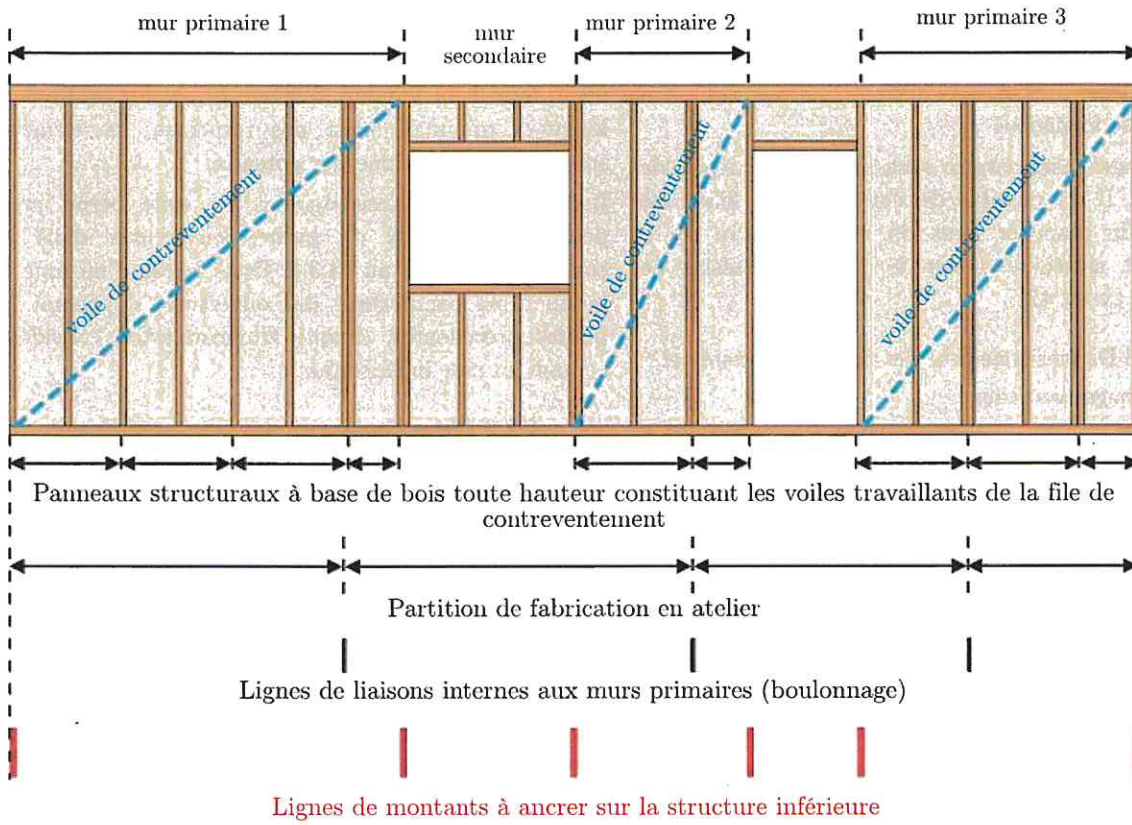 mur primaire 1
mur
secondaire
mur primaire 2
mur primaire 3
voile de contreventement
voile de contreventement
voile de contreventement
Panneaux structuraux à base de bois toute hauteur constituant les voiles travaillants de la file de
contreventement
Partition de fabrication en atelier
Lignes de liaisons internes aux murs primaires (boulonnage)
Lignes de montants à ancrer sur la structure inférieure